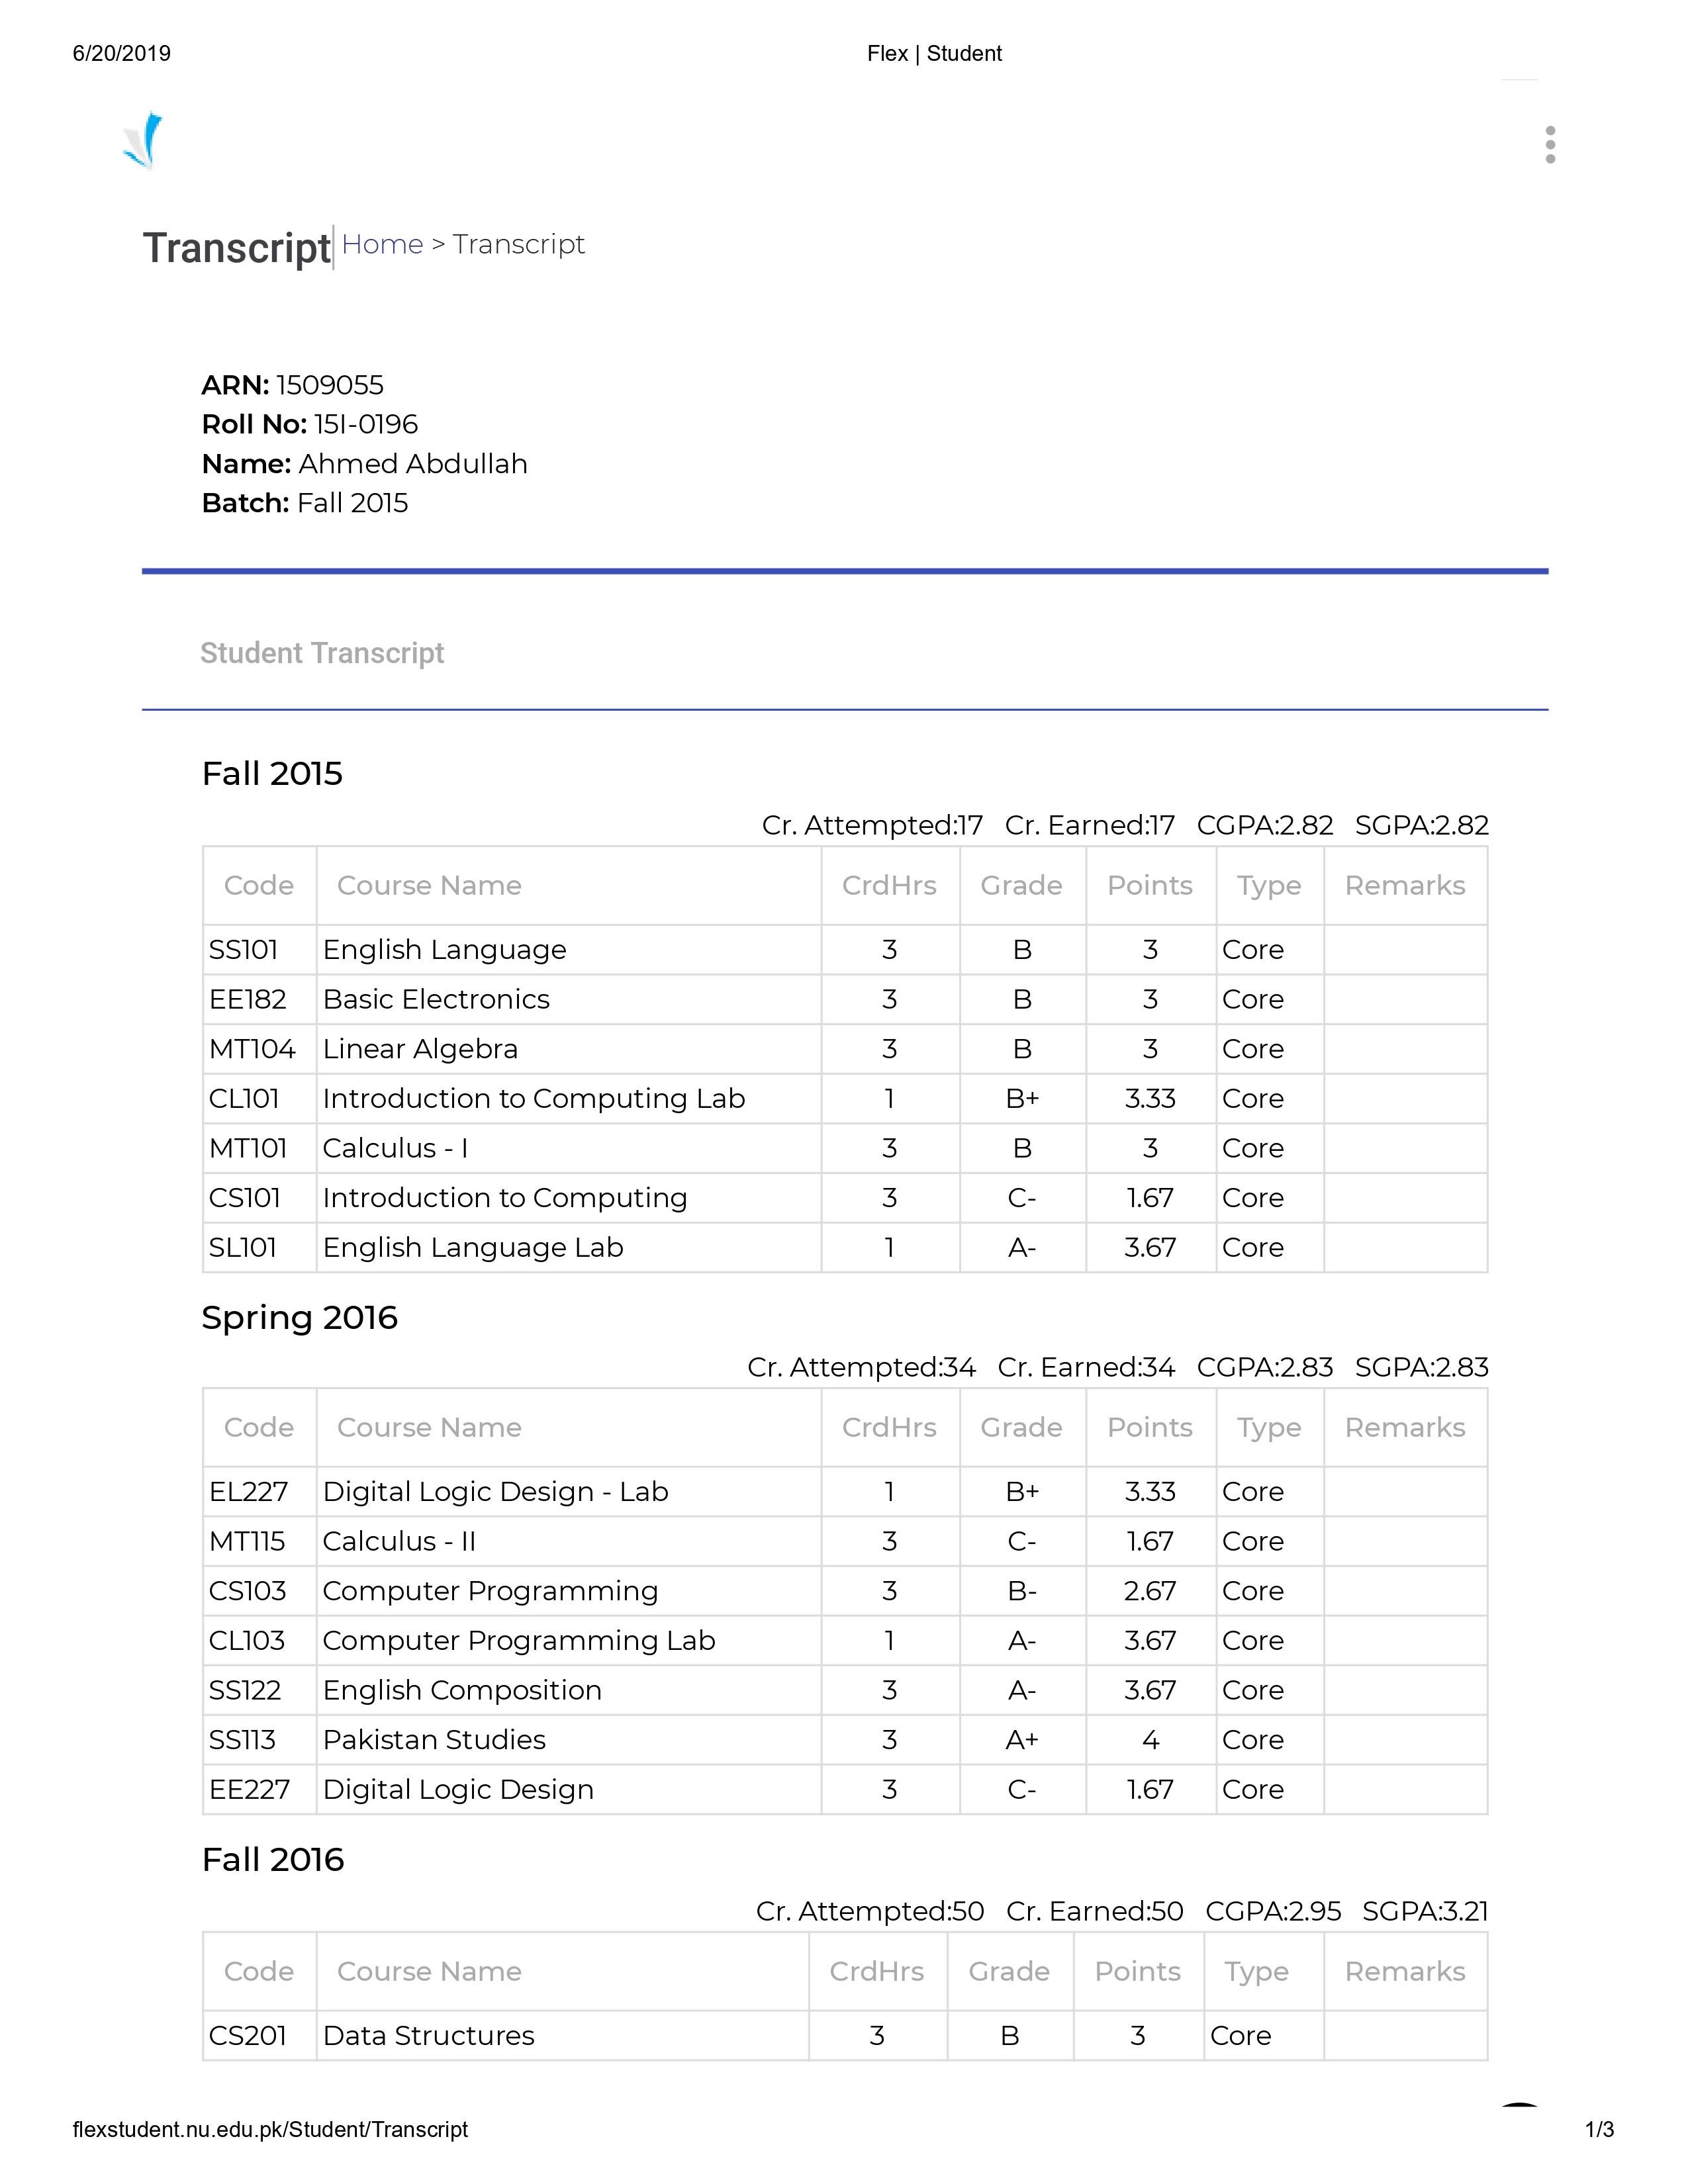 6/20/2019 Flex | Student
Transcript Home > Transcript
ARN: 1509055
Roll No: 15I-0196
Name: Ahmed Abdullah
Batch: Fall 2015
Student Transcript
Fall 2015
Cr. Attempted:17 Cr. Earned:17 CGPA:2.82 SGPA:2.82
Code Course Name CrdHrs Grade Points Type Remarks
SS101 English Language 3 B 3 Core
EE182 Basic Electronics 3 B 3 Core
MT104 Linear Algebra 3 B 3 Core
CL101 Introduction to Computing Lab 1 B+ 3.33 Core
MT101 Calculus - I 3 B 3 Core
CS101 Introduction to Computing 3 C- 1.67 Core
SL101 English Language Lab 1 A- 3.67 Core
Spring 2016
Cr. Attempted:34 Cr. Earned:34 CGPA:2.83 SGPA:2.83
Code Course Name CrdHrs Grade Points Type Remarks
EL227 Digital Logic Design - Lab 1 B+ 3.33 Core
MT115 Calculus - II 3 C- 1.67 Core
CS103 Computer Programming 3 B- 2.67 Core
CL103 Computer Programming Lab 1 A- 3.67 Core
SS122 English Composition 3 A- 3.67 Core
SS113 Pakistan Studies 3 A+ 4 Core
EE227 Digital Logic Design 3 C- 1.67 Core
Fall 2016
Cr. Attempted:50 Cr. Earned:50 CGPA:2.95 SGPA:3.21
Code Course Name CrdHrs Grade Points Type Remarks
CS201 Data Structures 3 B 3 Core
flexstudent.nu.edu.pk/Student/Transcript 1/3